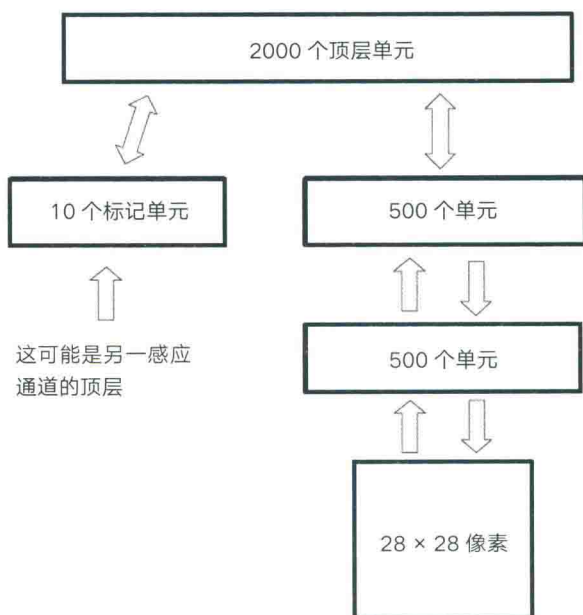 2000 个顶层单元
10 个标记单元
500 个单元
这可能是另一感应
通道的顶层
500 个单元
28 × 28 像素